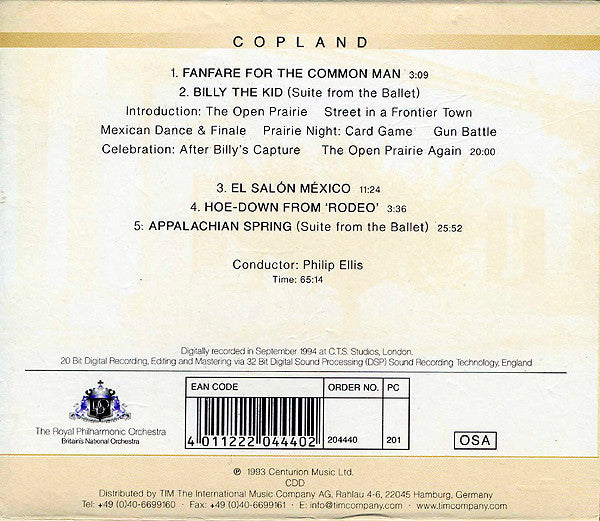 COPLAND
1. FANFARE FOR THE COMMON MAN 3:09
2. BILLY THE KID (Suite from the Ballet)
Introduction: The Open Prairie Street in a Frontier Town
Mexican Dance & Finale Prairie Night: Card Game Gun Battle
Celebration: After Billy's Capture The Open Prairie Again 20:00
3. EL SALÓN MÉXICO 11:24
4. HOE-DOWN FROM 'RODEO' 3:36
5: APPALACHIAN SPRING (Suite from the Ballet) 25:52
Conductor: Philip Ellis
Time: 65:14
Digitally recorded in September 1994 at C.T.S. Studios, London.
20 Bit Digital Recording, Editing and Mastering via 32 Bit Digital Sound Processing (DSP) Sound Recording Technology, England
The Royal Philharmonic Orchestra
Britain's National Orchestra
EAN CODE
4 011222 044402
ORDER NO.
204440
PC
201
OSA
℗ 1993 Centurion Music Ltd.
CDD
Distributed by TIM The International Music Company AG, Rahlau 4-6, 22045 Hamburg, Germany
Tel: +49 (0)40-6699160 · Fax: +49 (0)40-6699161 · E: info@timcompany.com · http://www.timcompany.com